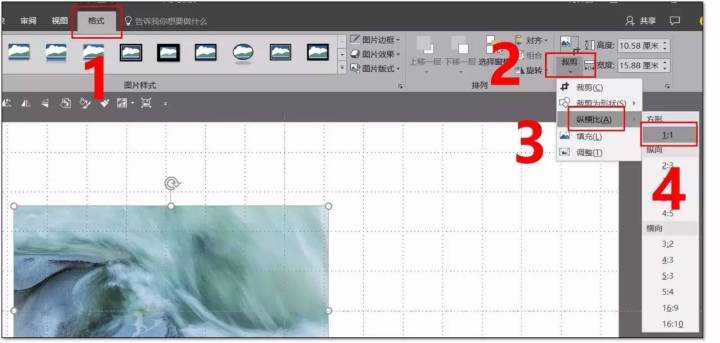 审阅 视图 格式 告诉我你想要做什么 共享
图片边框
图片效果
图片版式
上移一层 下移一层 选择窗格
对齐
组合
旋转
裁剪
高度: 10.58 厘米
宽度: 15.88 厘米
图片样式
排列
1
2
3
4
裁剪(C)
裁剪为形状(S)
纵横比(A)
填充(L)
调整(T)
方形
1:1
纵向
2:3
4:5
横向
3:2
4:3
5:3
5:4
16:9
16:10